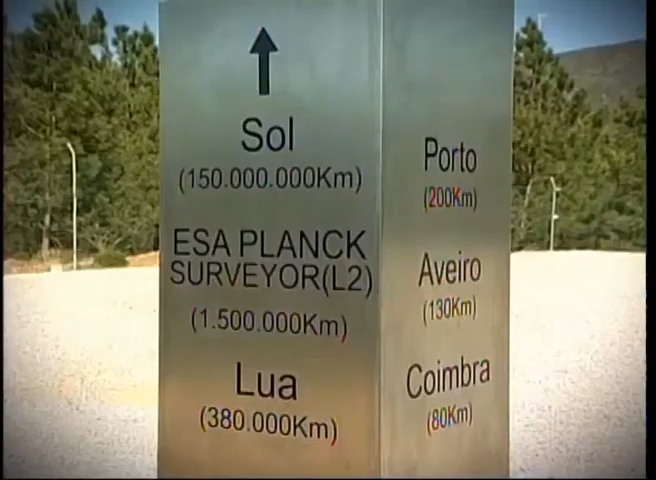 Sol
(150.000.000Km)
ESA PLANCK
SURVEYOR(L2)
(1.500.000Km)
Lua
(380.000Km)
Porto
(200Km)
Aveiro
(130Km)
Coimbra
(80Km)